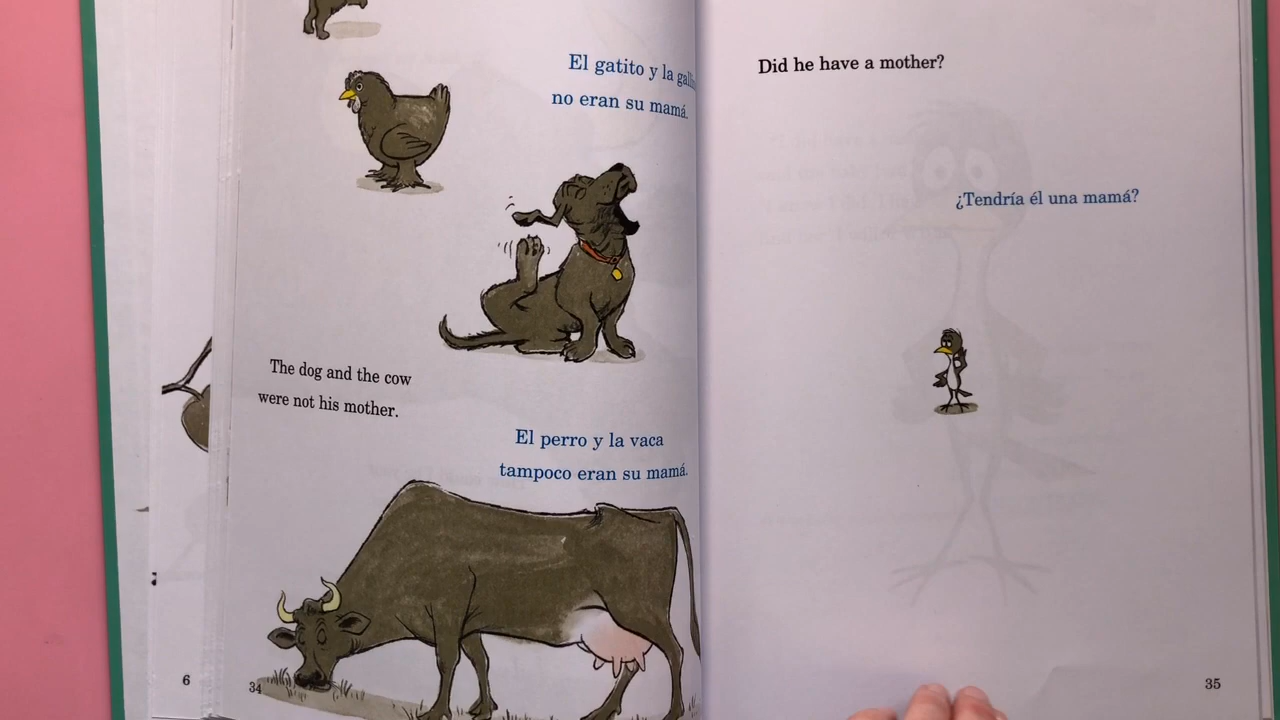 El gatito y la
no eran su mamá.
The dog and the cow
were not his mother.
El perro y la vaca
tampoco eran su mamá.
6
34
Did he have a mother?
¿Tendría él una mamá?
35